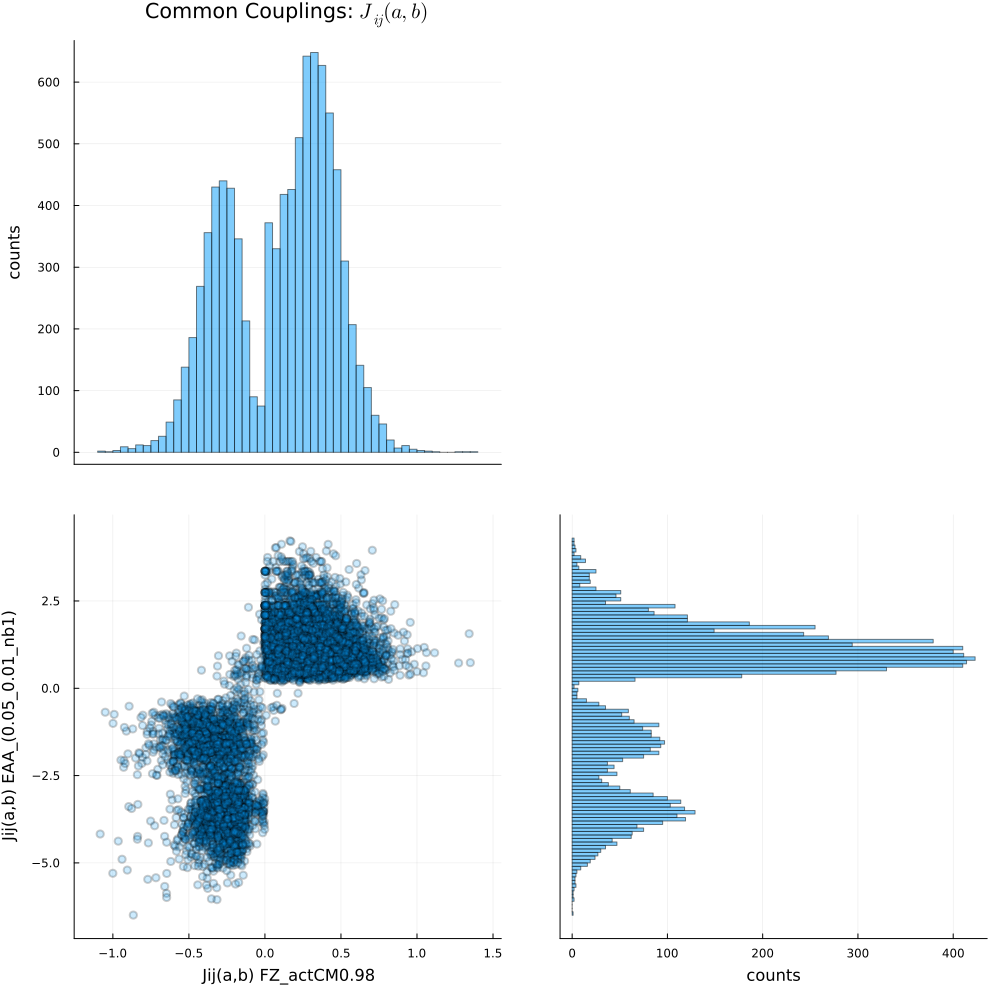 Common Couplings: J_ij(a, b)
600
500
400
300
200
100
0
counts
2.5
0.0
−2.5
−5.0
Jij(a,b) EAA_(0.05_0.01_nb1)
−1.0 −0.5 0.0 0.5 1.0 1.5
Jij(a,b) FZ_actCM0.98
0 100 200 300 400
counts